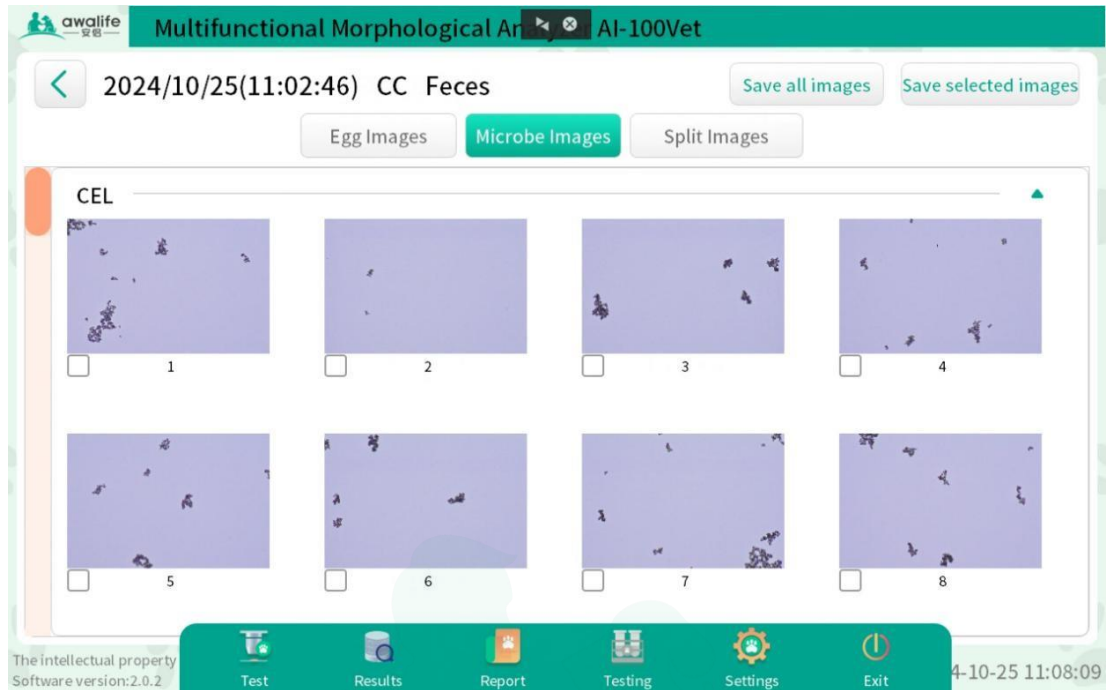 awalife
安侣
Multifunctional Morphological An AI-100Vet
2024/10/25(11:02:46) CC Feces
Save all images
Save selected images
Egg Images
Microbe Images
Split Images
CEL
1
2
3
4
5
6
7
8
The intellectual property
Software version:2.0.2
Test
Results
Report
Testing
Settings
Exit
4-10-25 11:08:09